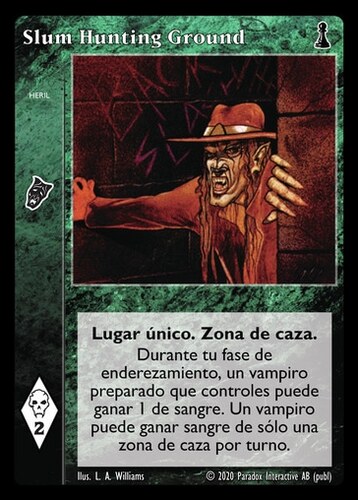 Slum Hunting Ground
HERIL
Lugar único. Zona de caza.
Durante tu fase de
enderezamiento, un vampiro
preparado que controles puede
ganar 1 de sangre. Un vampiro
puede ganar sangre de sólo una
zona de caza por turno.
2
Ilus. L. A. Williams © 2020 Paradox Interactive AB (publ)